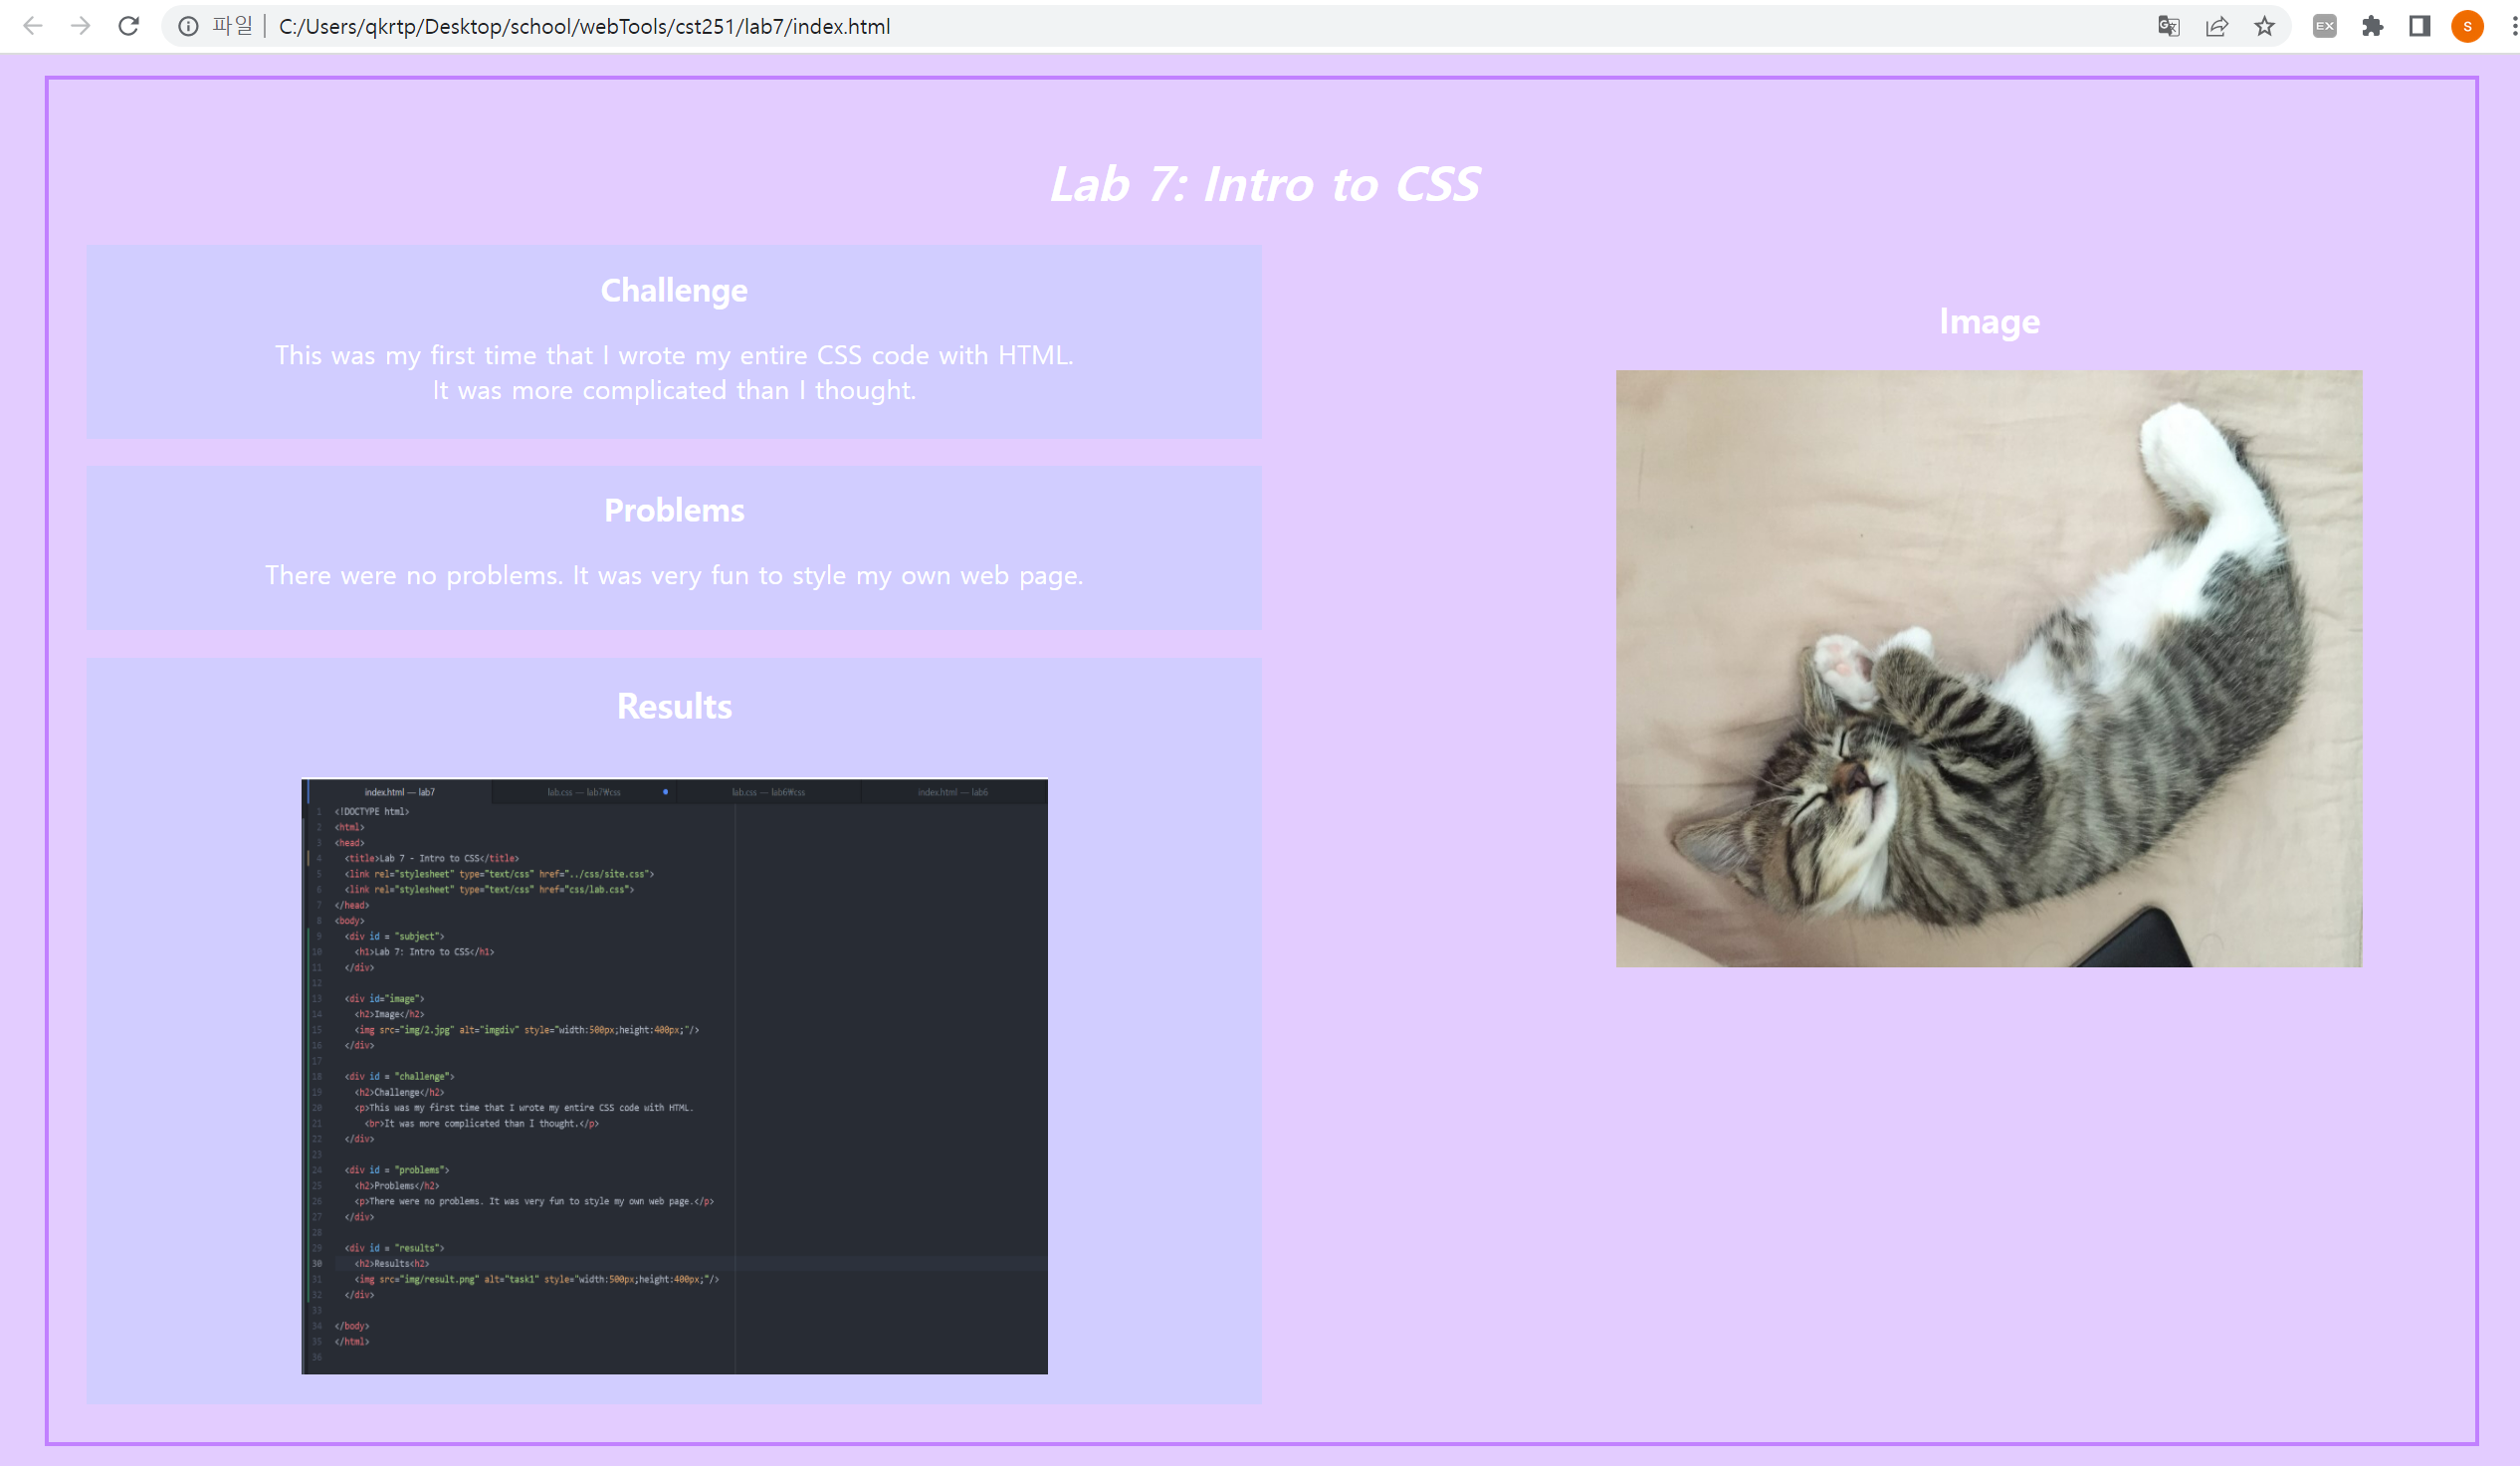 파일 C:/Users/qkrtp/Desktop/school/webTools/cst251/lab7/index.html
EX
S
Lab 7: Intro to CSS
Challenge
This was my first time that I wrote my entire CSS code with HTML.
It was more complicated than I thought.
Problems
There were no problems. It was very fun to style my own web page.
Results
index.html — lab7 lab.css — lab7₩css lab.css — lab6₩css index.html — lab6
1 <!DOCTYPE html>
2 <html>
3 <head>
4 <title>Lab 7 - Intro to CSS</title>
5 <link rel="stylesheet" type="text/css" href="../css/site.css">
6 <link rel="stylesheet" type="text/css" href="css/lab.css">
7 </head>
8 <body>
9 <div id = "subject">
10 <h1>Lab 7: Intro to CSS</h1>
11 </div>
12
13 <div id="image">
14 <h2>Image</h2>
15 <img src="img/2.jpg" alt="imgdiv" style="width:500px;height:400px;"/>
16 </div>
17
18 <div id = "challenge">
19 <h2>Challenge</h2>
20 <p>This was my first time that I wrote my entire CSS code with HTML.
21 <br>It was more complicated than I thought.</p>
22 </div>
23
24 <div id = "problems">
25 <h2>Problems</h2>
26 <p>There were no problems. It was very fun to style my own web page.</p>
27 </div>
28
29 <div id = "results">
30 <h2>Results<h2>
31 <img src="img/result.png" alt="task1" style="width:500px;height:400px;"/>
32 </div>
33
34 </body>
35 </html>
36
Image